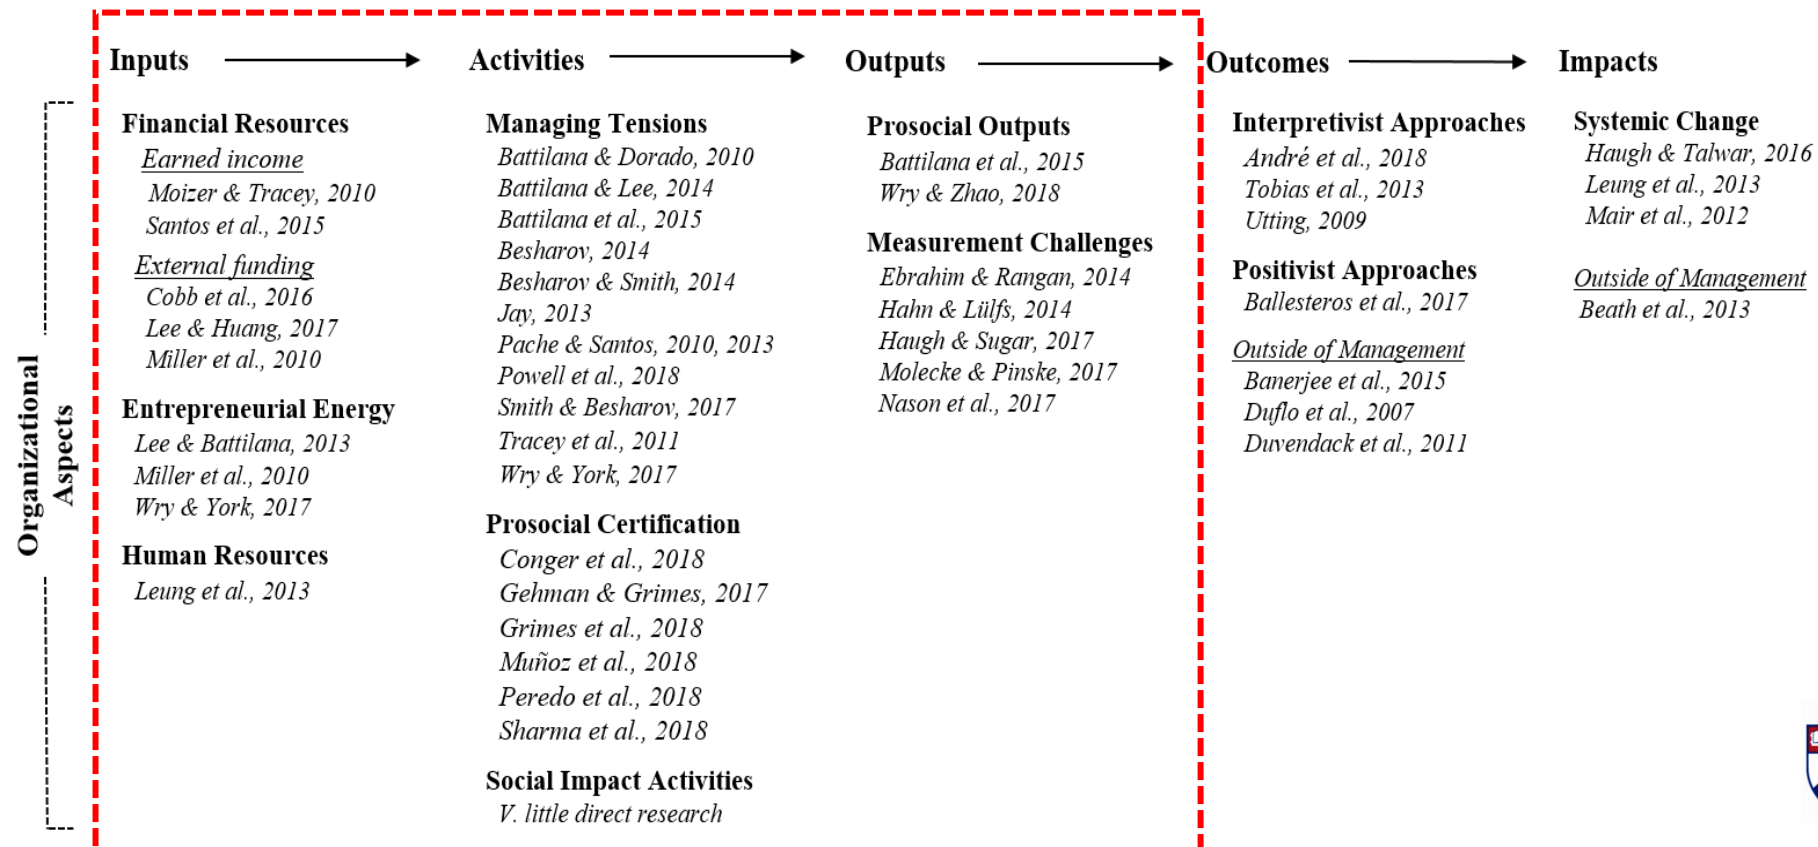 Inputs
Activities
Outputs
Outcomes
Impacts
Organizational
Aspects
Financial Resources
Earned income
Moizer & Tracey, 2010
Santos et al., 2015
External funding
Cobb et al., 2016
Lee & Huang, 2017
Miller et al., 2010
Entrepreneurial Energy
Lee & Battilana, 2013
Miller et al., 2010
Wry & York, 2017
Human Resources
Leung et al., 2013
Managing Tensions
Battilana & Dorado, 2010
Battilana & Lee, 2014
Battilana et al., 2015
Besharov, 2014
Besharov & Smith, 2014
Jay, 2013
Pache & Santos, 2010, 2013
Powell et al., 2018
Smith & Besharov, 2017
Tracey et al., 2011
Wry & York, 2017
Prosocial Certification
Conger et al., 2018
Gehman & Grimes, 2017
Grimes et al., 2018
Muñoz et al., 2018
Peredo et al., 2018
Sharma et al., 2018
Social Impact Activities
V. little direct research
Prosocial Outputs
Battilana et al., 2015
Wry & Zhao, 2018
Measurement Challenges
Ebrahim & Rangan, 2014
Hahn & Lülfs, 2014
Haugh & Sugar, 2017
Molecke & Pinske, 2017
Nason et al., 2017
Interpretivist Approaches
André et al., 2018
Tobias et al., 2013
Utting, 2009
Positivist Approaches
Ballesteros et al., 2017
Outside of Management
Banerjee et al., 2015
Duflo et al., 2007
Duvendack et al., 2011
Systemic Change
Haugh & Talwar, 2016
Leung et al., 2013
Mair et al., 2012
Outside of Management
Beath et al., 2013